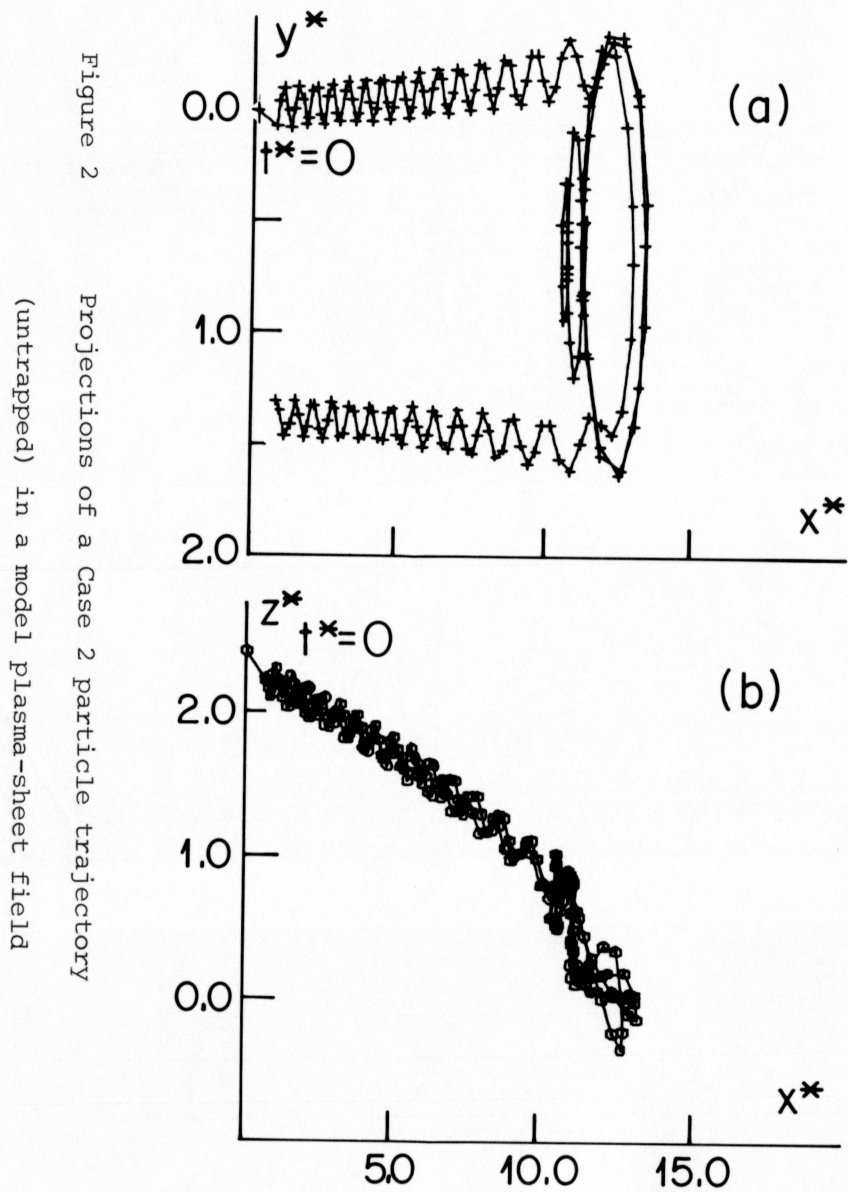 y*
0.0
(a)
t*=0
1.0
x*
2.0
z*
t*=0
(b)
2.0
1.0
0.0
x*
5.0
10.0
15.0
Figure 2 Projections of a Case 2 particle trajectory
(untrapped) in a model plasma-sheet field